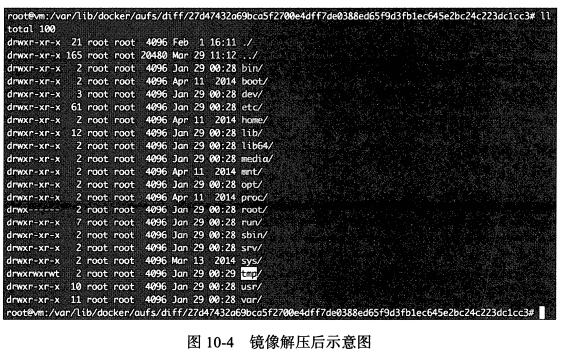 root@vm:/var/lib/docker/aufs/diff/27d47432a69bca5f2700e4dff7de0388ed65f9d3fb1ec645e2bc24c223dc1cc3# ll
total 100
drwxr-xr-x 21 root root 4096 Feb 1 16:11 ./
drwxr-xr-x 165 root root 20480 Mar 29 11:12 ../
drwxr-xr-x 2 root root 4096 Jan 29 00:28 bin/
drwxr-xr-x 2 root root 4096 Apr 11 2014 boot/
drwxr-xr-x 3 root root 4096 Jan 29 00:28 dev/
drwxr-xr-x 61 root root 4096 Jan 29 00:28 etc/
drwxr-xr-x 2 root root 4096 Apr 11 2014 home/
drwxr-xr-x 12 root root 4096 Jan 29 00:28 lib/
drwxr-xr-x 2 root root 4096 Jan 29 00:28 lib64/
drwxr-xr-x 2 root root 4096 Jan 29 00:28 media/
drwxr-xr-x 2 root root 4096 Apr 11 2014 mnt/
drwxr-xr-x 2 root root 4096 Jan 29 00:28 opt/
drwxr-xr-x 2 root root 4096 Apr 11 2014 proc/
drwx------ 2 root root 4096 Jan 29 00:28 root/
drwxr-xr-x 7 root root 4096 Jan 29 00:28 run/
drwxr-xr-x 2 root root 4096 Jan 29 00:28 sbin/
drwxr-xr-x 2 root root 4096 Jan 29 00:28 srv/
drwxr-xr-x 2 root root 4096 Mar 13 2014 sys/
drwxrwxrwt 2 root root 4096 Jan 29 00:29 tmp/
drwxr-xr-x 10 root root 4096 Jan 29 00:28 usr/
drwxr-xr-x 11 root root 4096 Jan 29 00:28 var/
root@vm:/var/lib/docker/aufs/diff/27d47432a69bca5f2700e4dff7de0388ed65f9d3fb1ec645e2bc24c223dc1cc3#
图 10-4 镜像解压后示意图